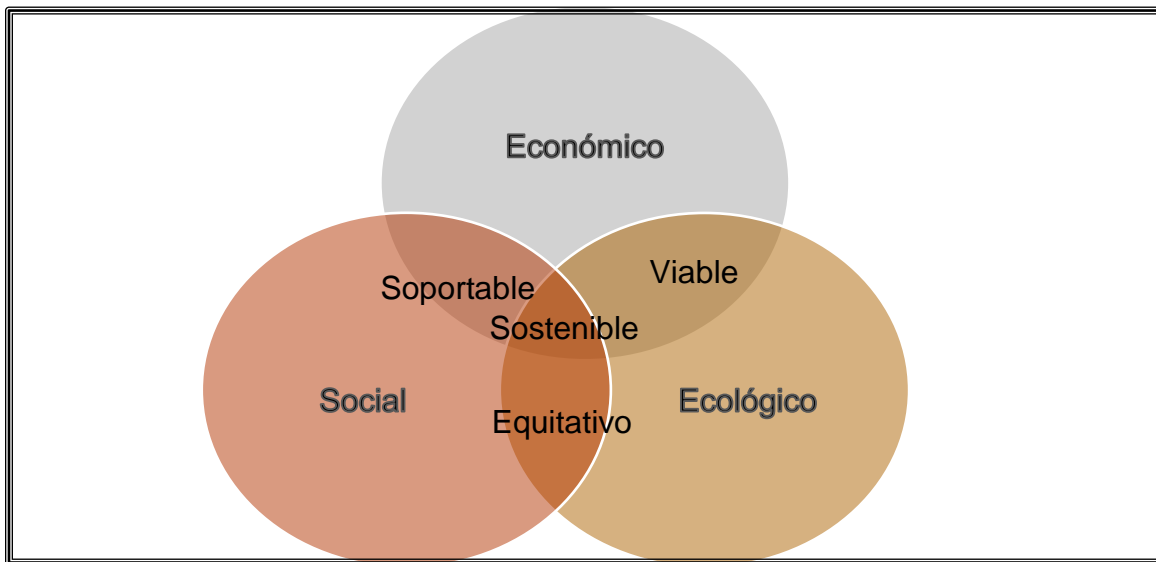 Económico
Viable
Soportable
Sostenible
Social
Ecológico
Equitativo